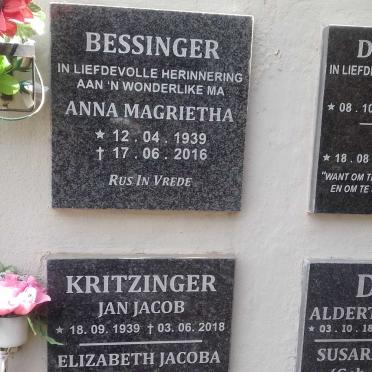 BESSINGER
IN LIEFDEVOLLE HERINNERING
AAN 'N WONDERLIKE MA
ANNA MAGRIETHA
★ 12 . 04 . 1939
† 17 . 06 . 2016
RUS IN VREDE
KRITZINGER
JAN JACOB
★ 18. 09. 1939 † 03. 06. 2018
ELIZABETH JACOBA
D
IN LIEFD
★ 08. 10
★ 18. 08
"WANT OM TE
EN OM TE
D
ALDERT
★ 03. 10. 18
SUSAR